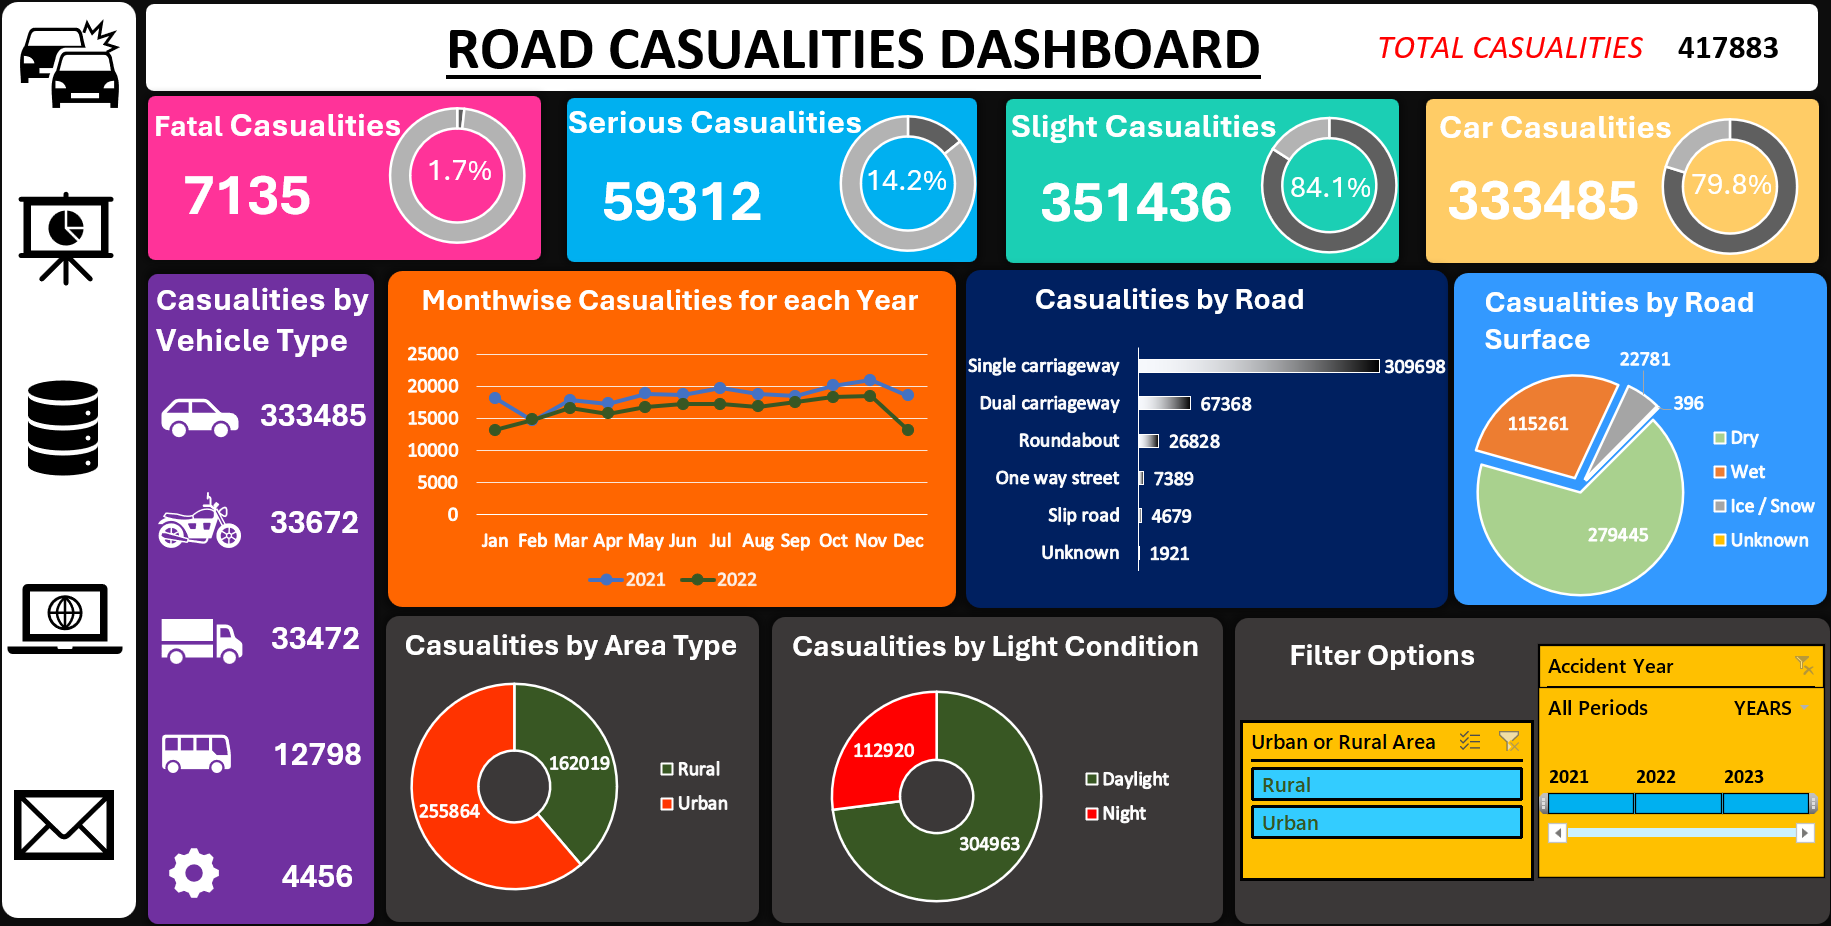 ROAD CASUALITIES DASHBOARD
TOTAL CASUALITIES 417883
Fatal Casualities
7135
1.7%
Serious Casualities
59312
14.2%
Slight Casualities
351436
84.1%
Car Casualities
333485
79.8%
Casualities by
Vehicle Type
333485
33672
33472
12798
4456
Monthwise Casualities for each Year
25000
20000
15000
10000
5000
0
Jan Feb Mar Apr May Jun Jul Aug Sep Oct Nov Dec
2021 2022
Casualities by Road
Single carriageway 309698
Dual carriageway 67368
Roundabout 26828
One way street 7389
Slip road 4679
Unknown 1921
Casualities by Road
Surface
22781
396
115261
279445
Dry
Wet
Ice / Snow
Unknown
Casualities by Area Type
162019
255864
Rural
Urban
Casualities by Light Condition
112920
304963
Daylight
Night
Filter Options
Urban or Rural Area
Rural
Urban
Accident Year
All Periods YEARS
2021 2022 2023